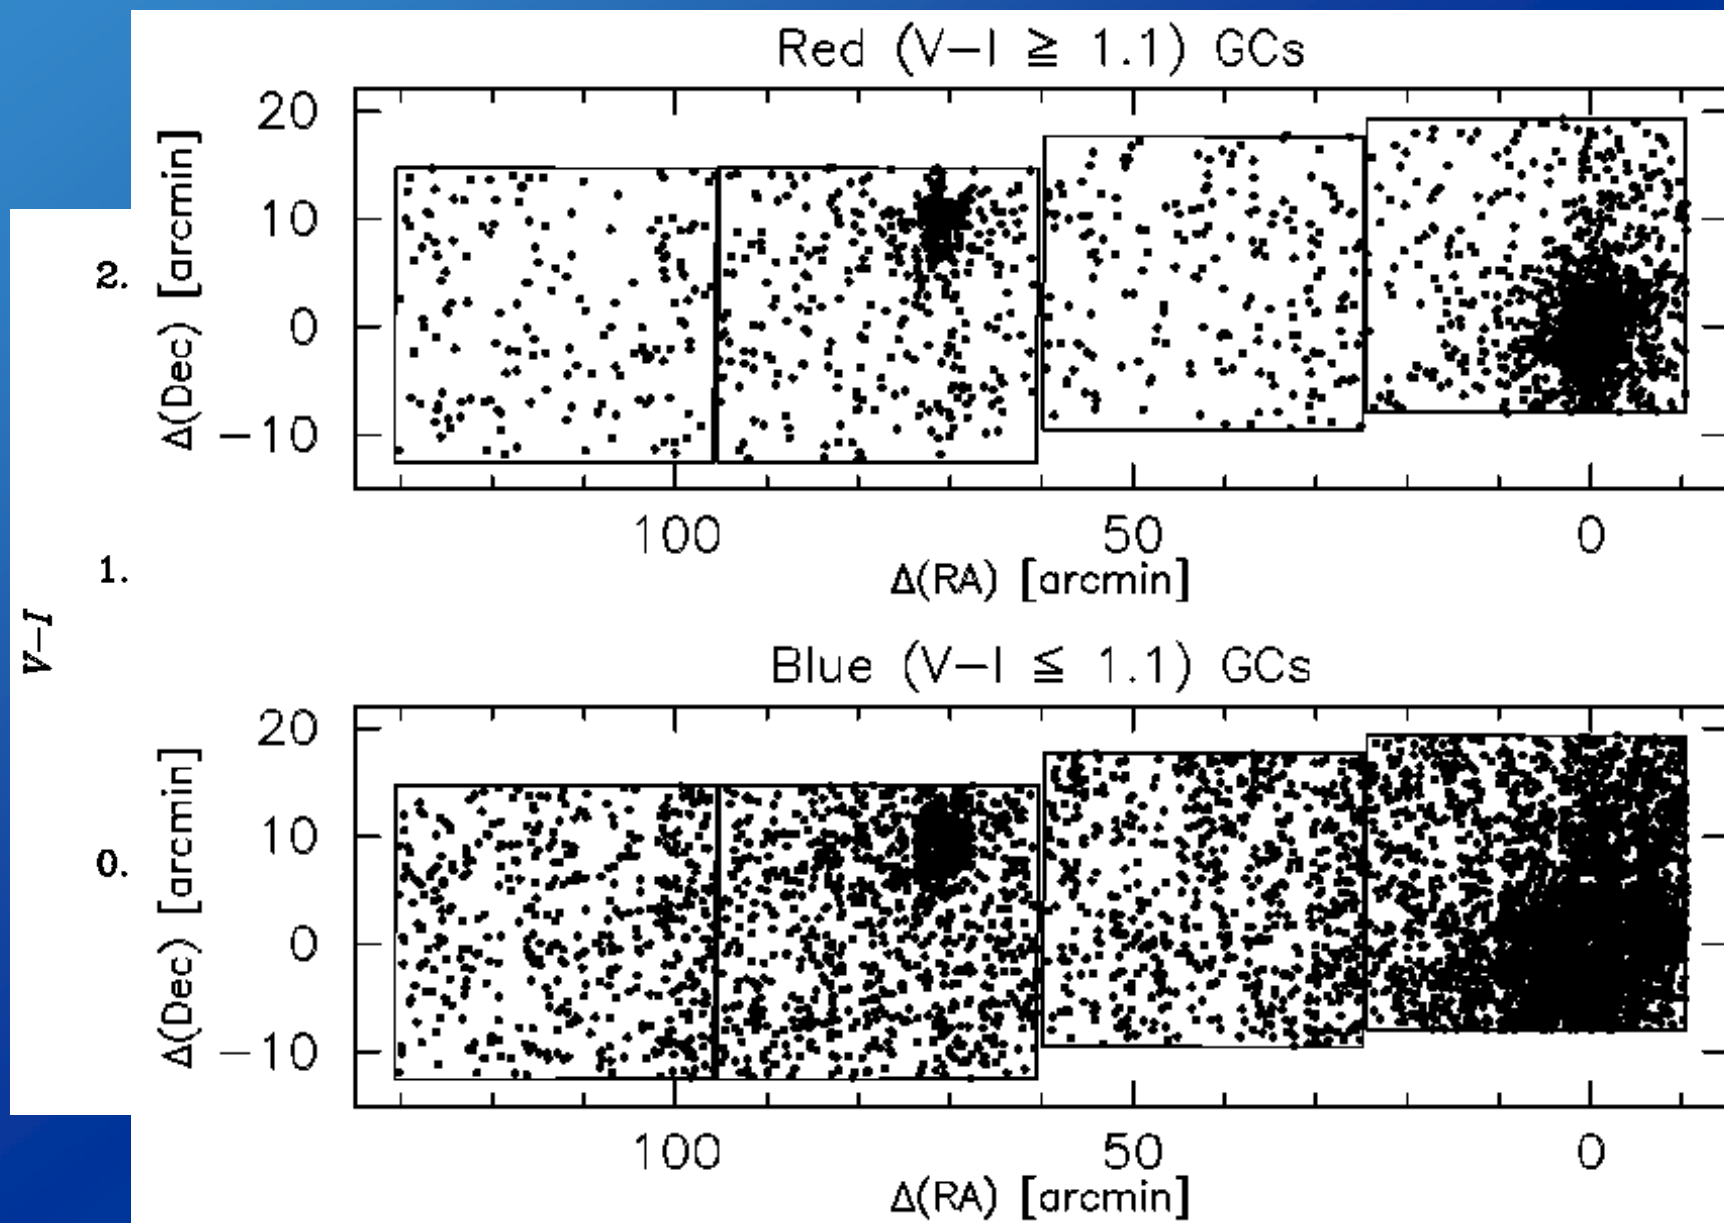 Red (V−I ≧ 1.1) GCs
20
10
0
−10
Δ(Dec) [arcmin]
100 50 0
Δ(RA) [arcmin]
Blue (V−I ≦ 1.1) GCs
20
10
0
−10
Δ(Dec) [arcmin]
100 50 0
Δ(RA) [arcmin]
2.
1.
0.
V−I